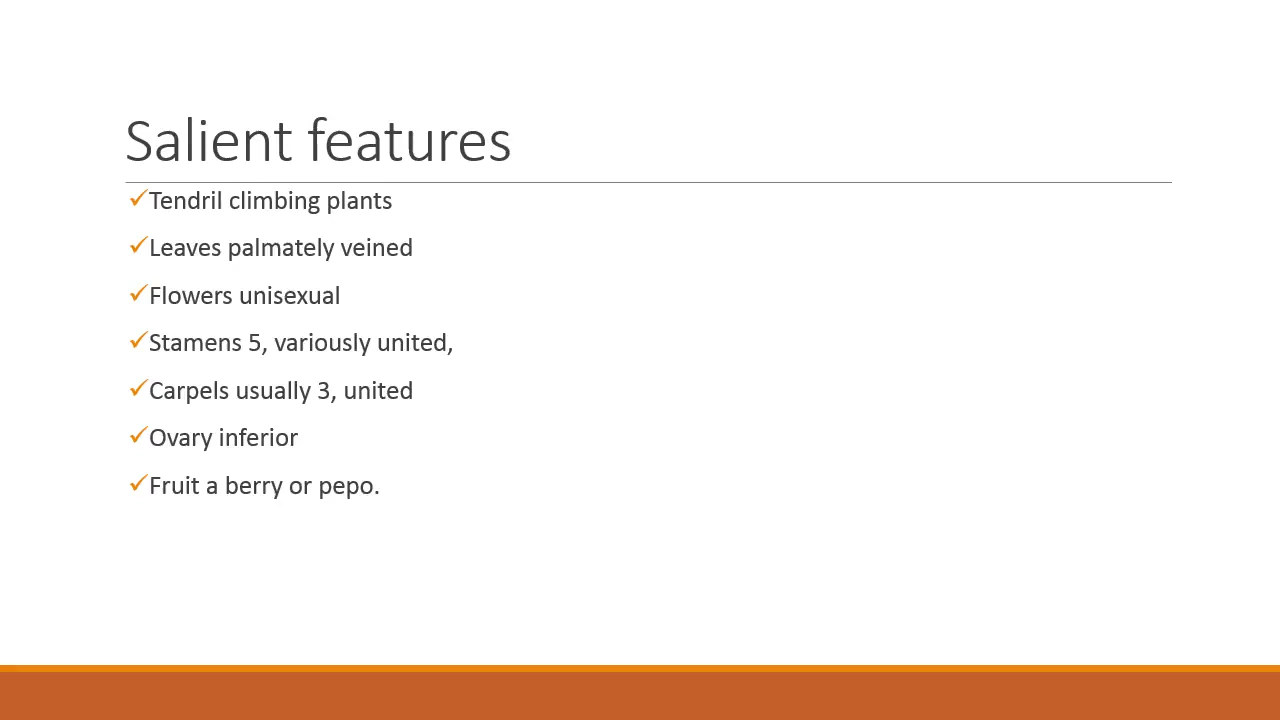 Salient features
✓Tendril climbing plants
✓Leaves palmately veined
✓Flowers unisexual
✓Stamens 5, variously united,
✓Carpels usually 3, united
✓Ovary inferior
✓Fruit a berry or pepo.